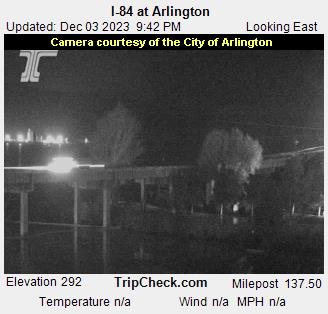 I-84 at Arlington
Updated: Dec 03 2023 9:42 PM Looking East
Camera courtesy of the City of Arlington
Elevation 292 TripCheck.com Milepost 137.50
Temperature n/a Wind n/a MPH n/a